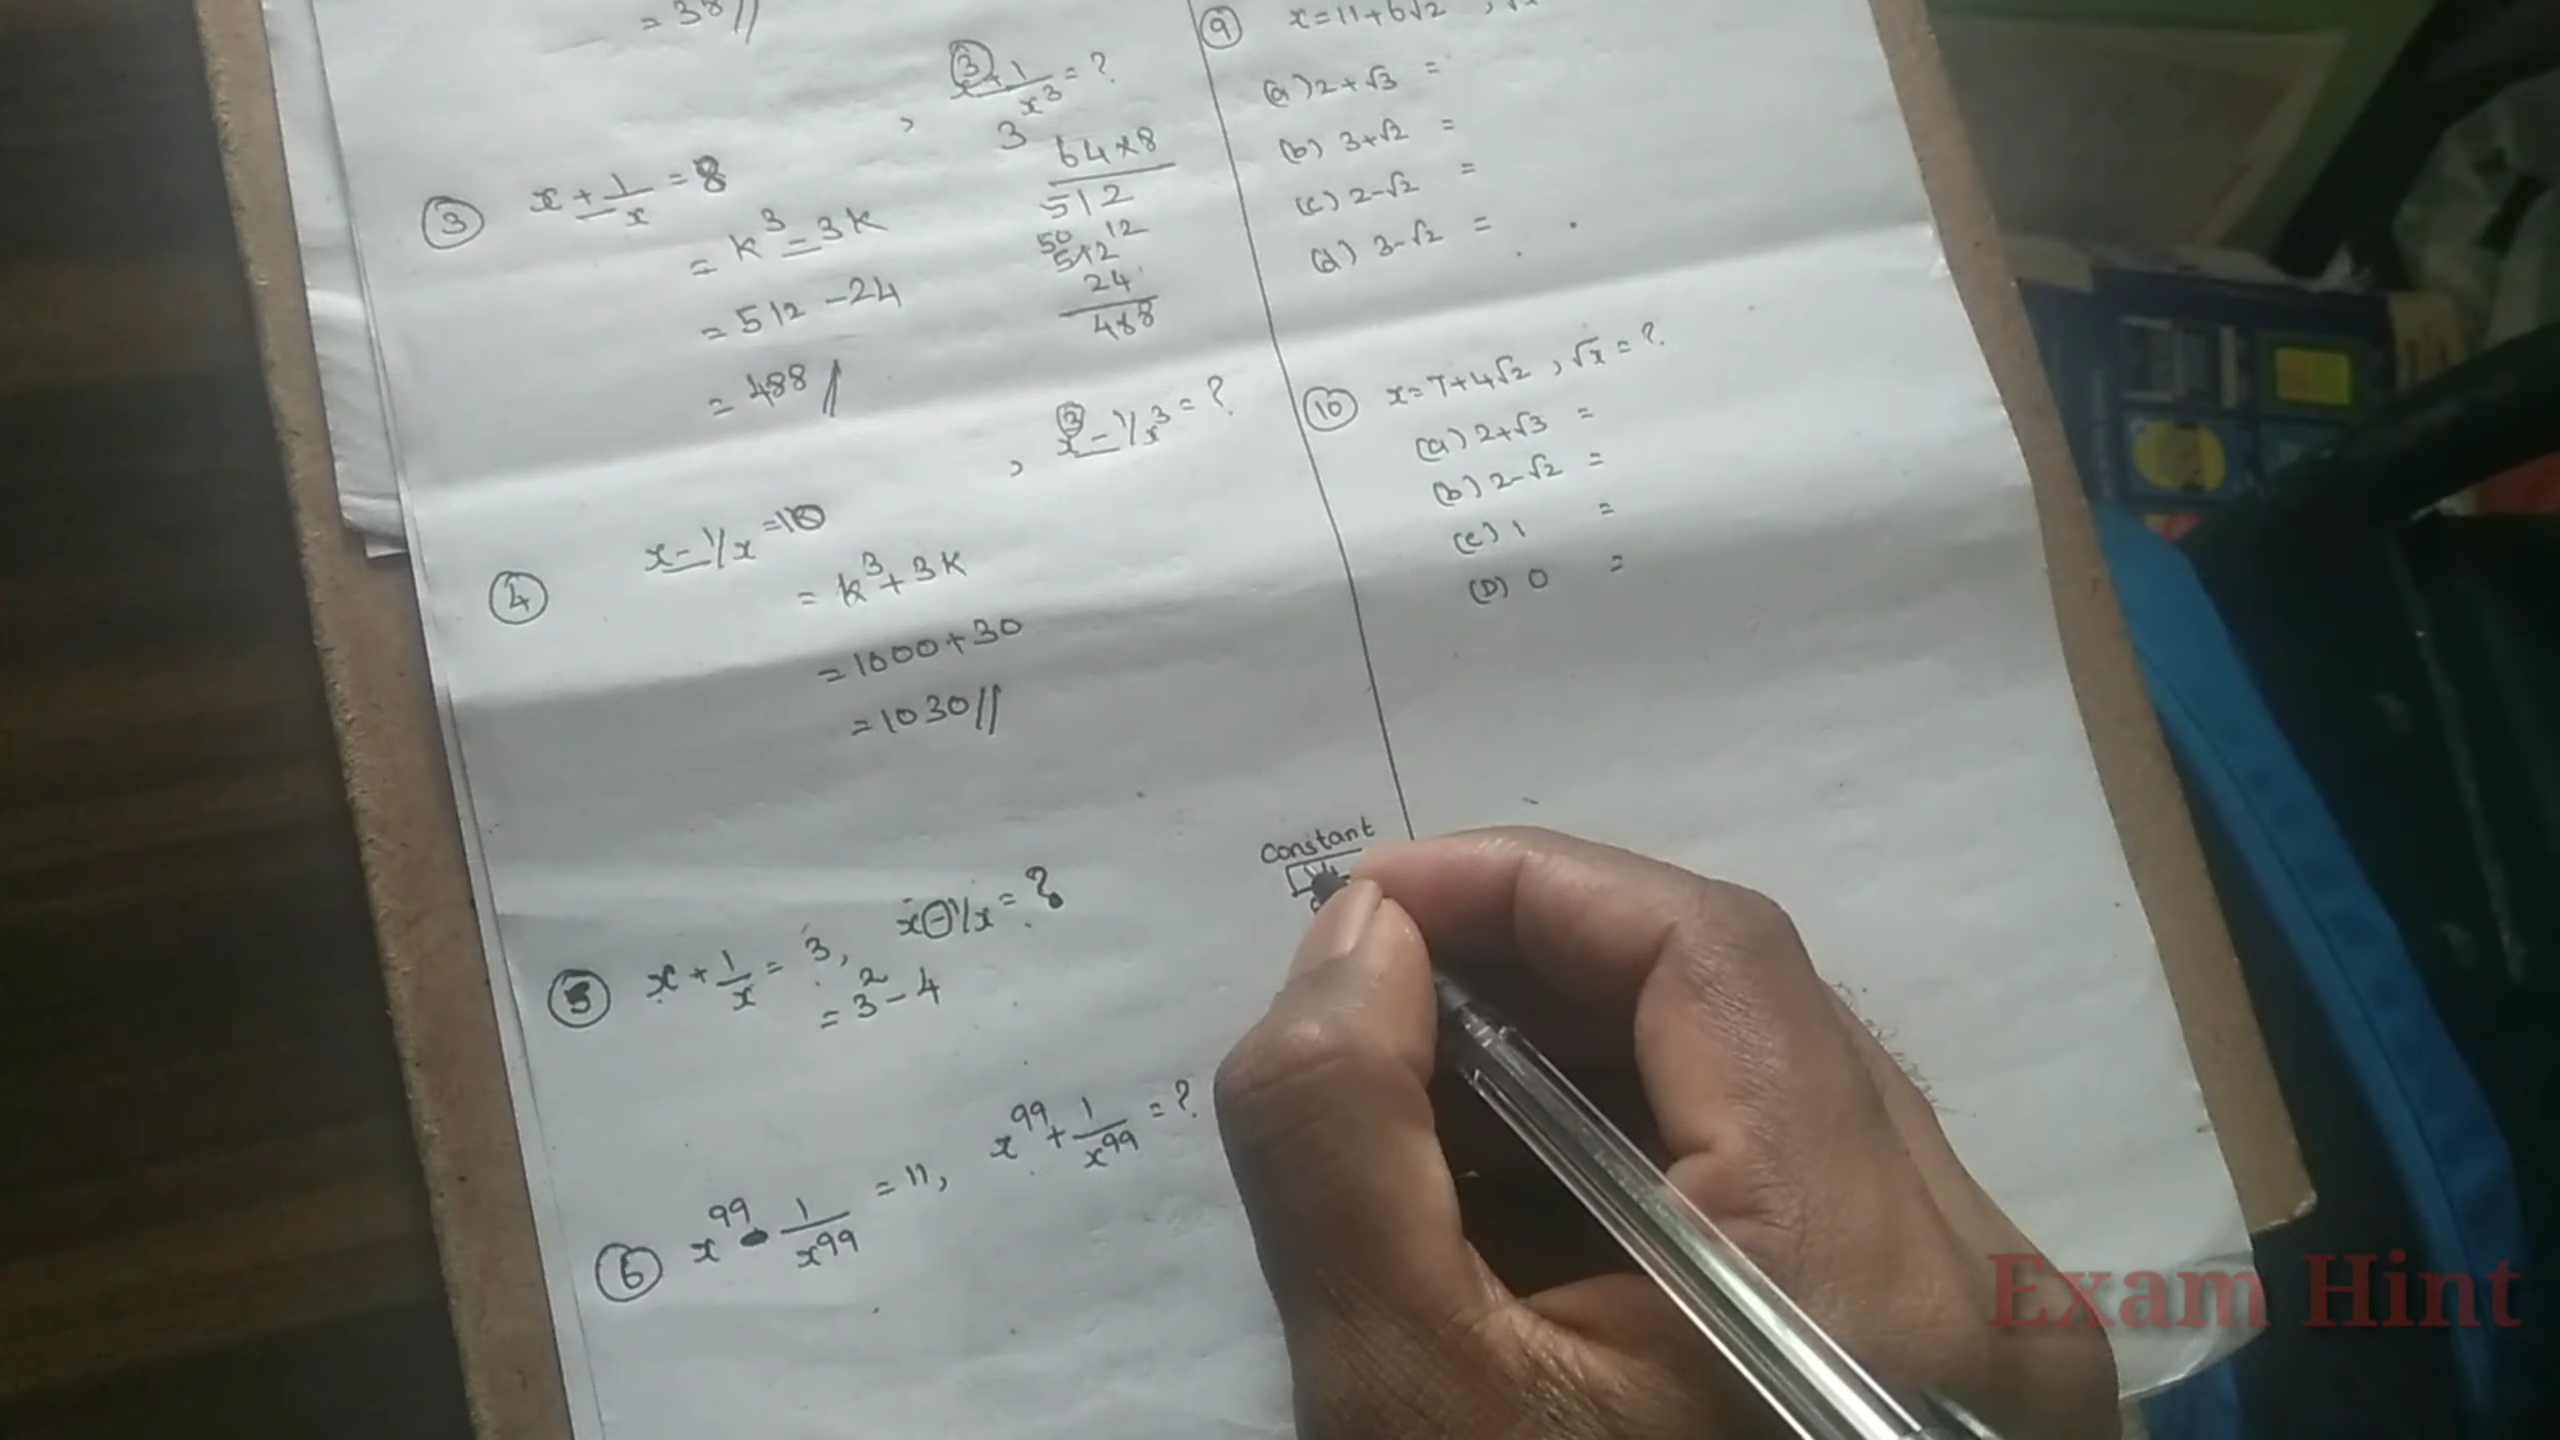 = 38//
③ x + 1/x = 8 , x³ + 1/x³ = ?
3
= k³ - 3k
= 512 - 24
= 488//
64×8
512
50 12
512
24
488
④ x - 1/x = 10 , x³ - 1/x³ = ?
= k³ + 3k
= 1000 + 30
= 1030//
⑤ x + 1/x = 3, x - 1/x = ?
= 3² - 4
Constant
⑥ x⁹⁹ - 1/x⁹⁹ = 11, x⁹⁹ + 1/x⁹⁹ = ?
⑨ x = 11 + 6√2 ,
(a) 2 + √3 =
(b) 3 + √2 =
(c) 2 - √2 =
(d) 3 - √2 =
⑩ x = 7 + 4√2 , √x = ?
(a) 2 + √3 =
(b) 2 - √2 =
(c) 1 =
(D) 0 =
Exam Hint